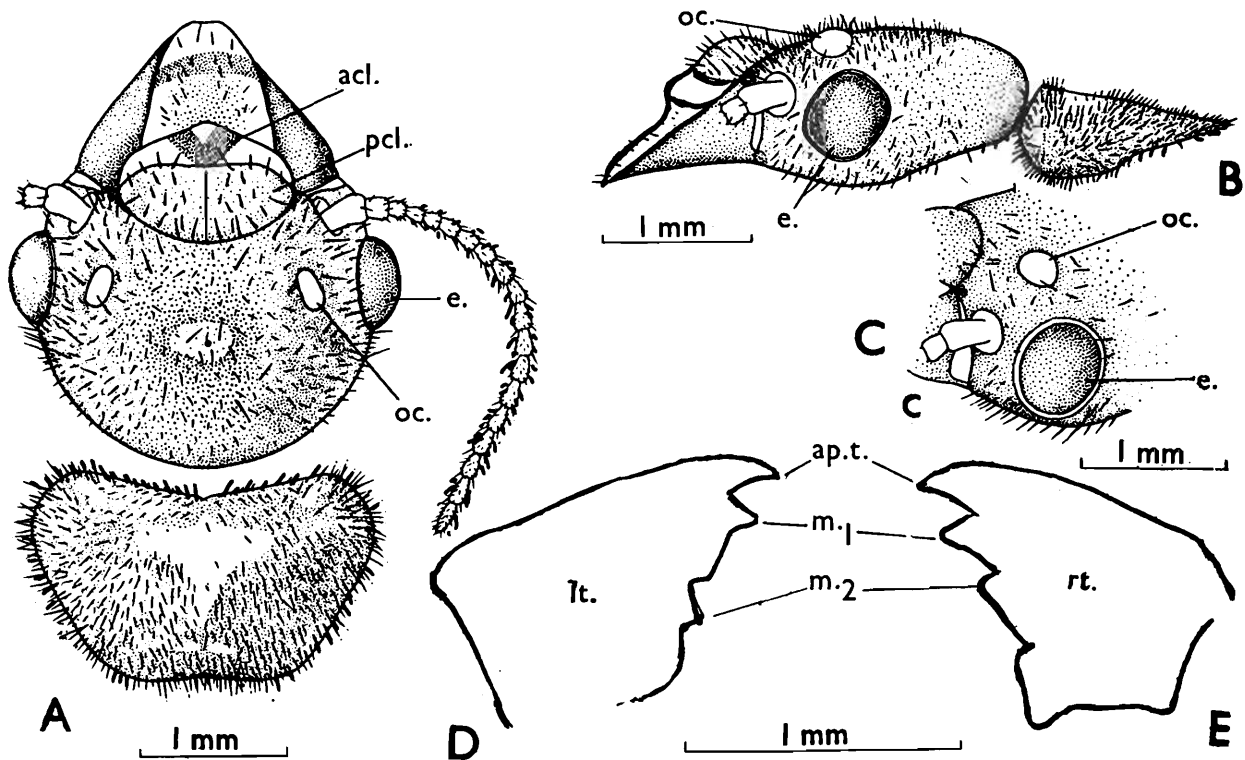 acl.
pcl.
e.
oc.
A
1 mm
oc.
e.
B
1 mm
oc.
e.
C
c
1 mm
ap.t.
m.1
m.2
lt.
rt.
D
E
1 mm